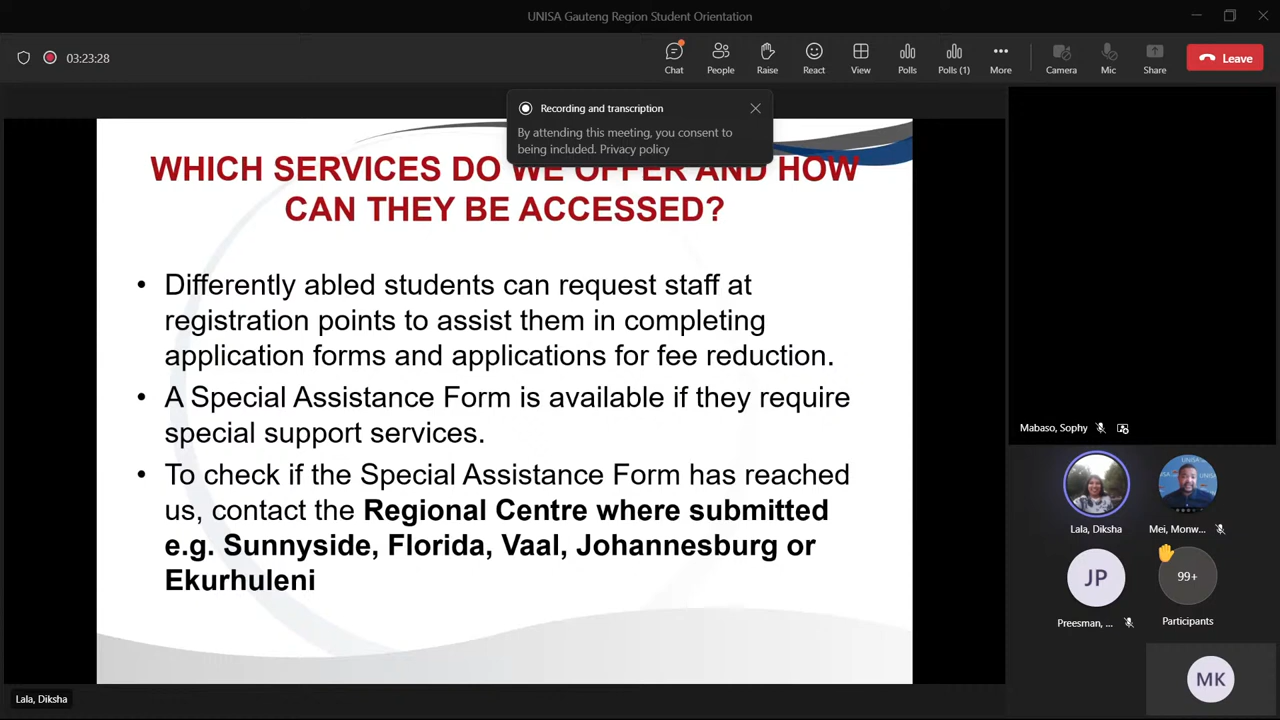 UNISA Gauteng Region Student Orientation
03:23:28
Chat
People
Raise
React
View
Polls
Polls (1)
More
Camera
Mic
Share
Leave
Recording and transcription
By attending this meeting, you consent to
being included. Privacy policy
WHICH SERVICES DO WE OFFER AND HOW
CAN THEY BE ACCESSED?
• Differently abled students can request staff at
registration points to assist them in completing
application forms and applications for fee reduction.
• A Special Assistance Form is available if they require
special support services.
• To check if the Special Assistance Form has reached
us, contact the Regional Centre where submitted
e.g. Sunnyside, Florida, Vaal, Johannesburg or
Ekurhuleni
Mabaso, Sophy
Lala, Diksha
Mei, Monw...
JP
99+
Preesman, ...
Participants
MK
Lala, Diksha